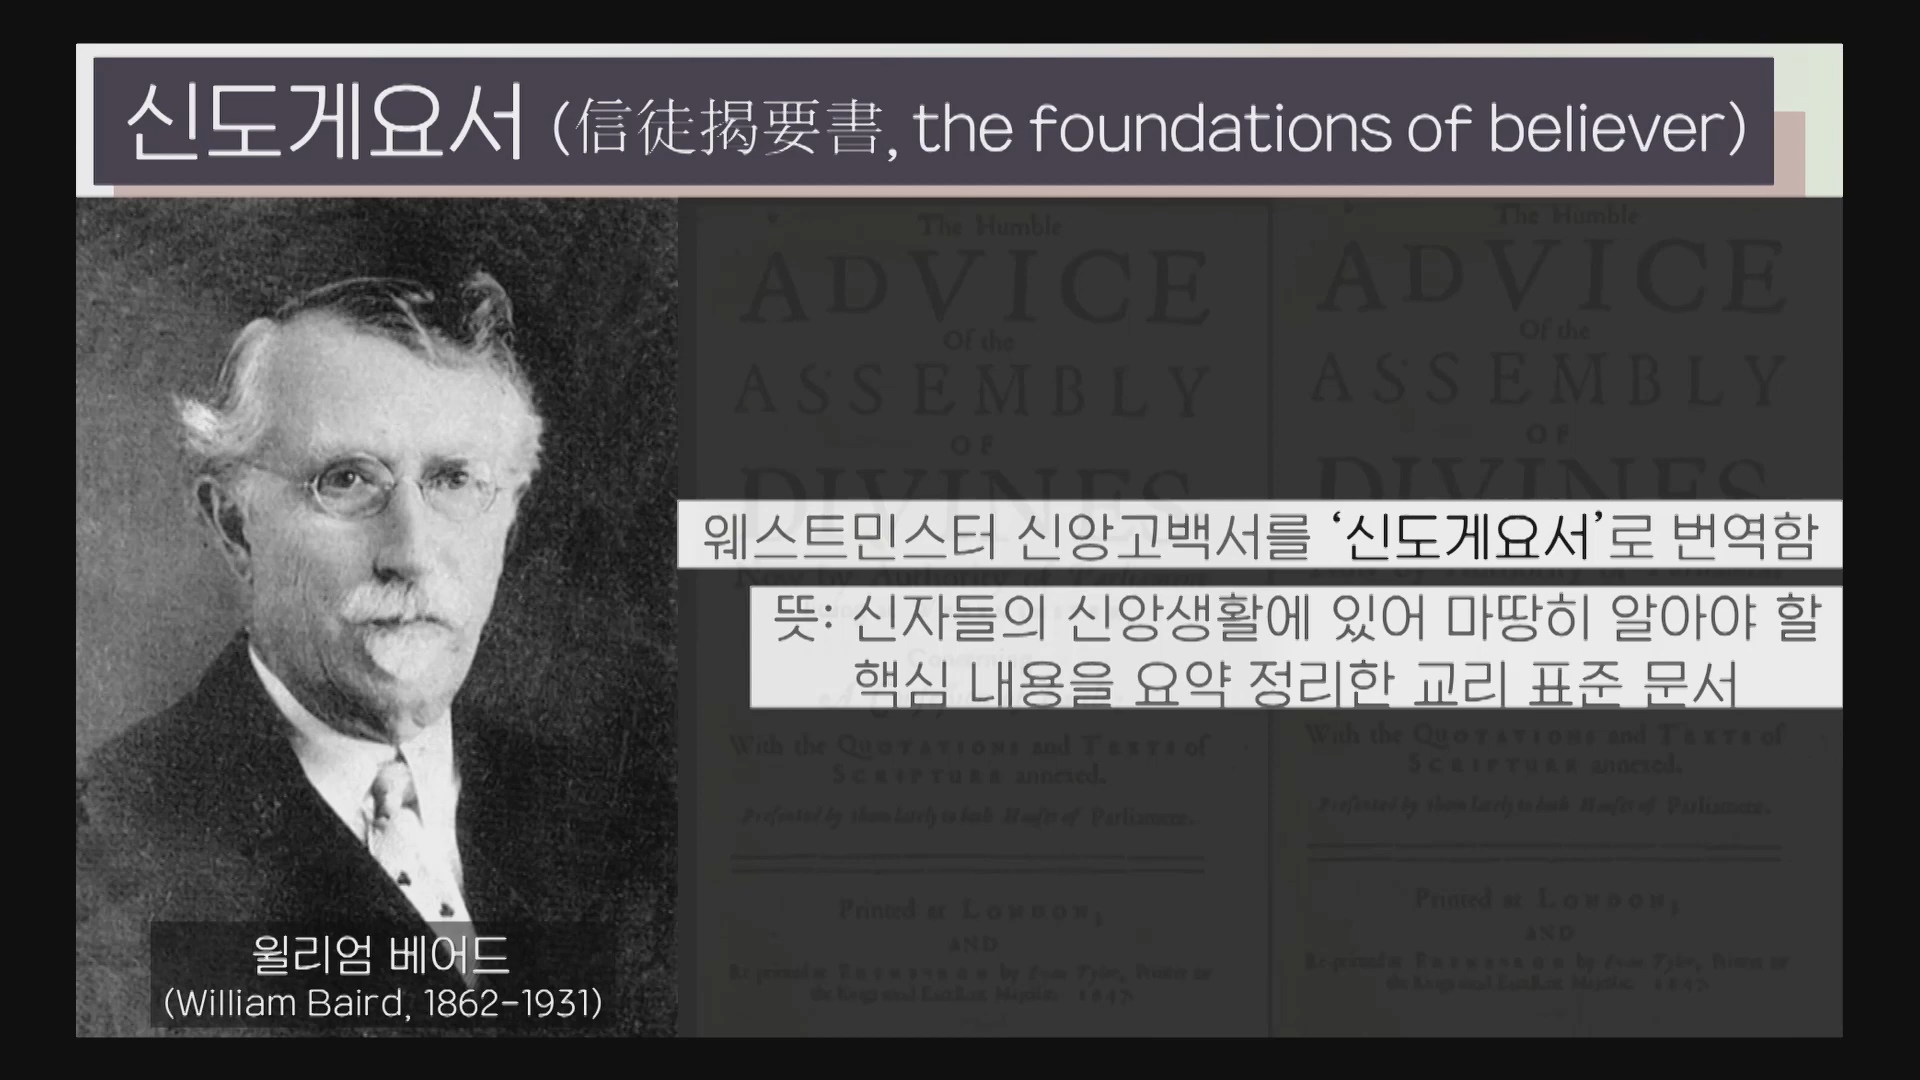 신도게요서 (信徒揭要書, the foundations of believer)
The Humble
ADVICE
Of the
ASSEMBLY
OF
DIVINES
With the QUOTATIONS and TEXTS of
SCRIPTURE annexed.
Printed at LONDON,
AND
The Humble
ADVICE
Of the
ASSEMBLY
OF
DIVINES
With the QUOTATIONS and TEXTS of
SCRIPTURE annexed.
Printed at LONDON,
AND
웨스트민스터 신앙고백서를 ‘신도게요서’로 번역함
뜻: 신자들의 신앙생활에 있어 마땅히 알아야 할
핵심 내용을 요약 정리한 교리 표준 문서
윌리엄 베어드
(William Baird, 1862-1931)